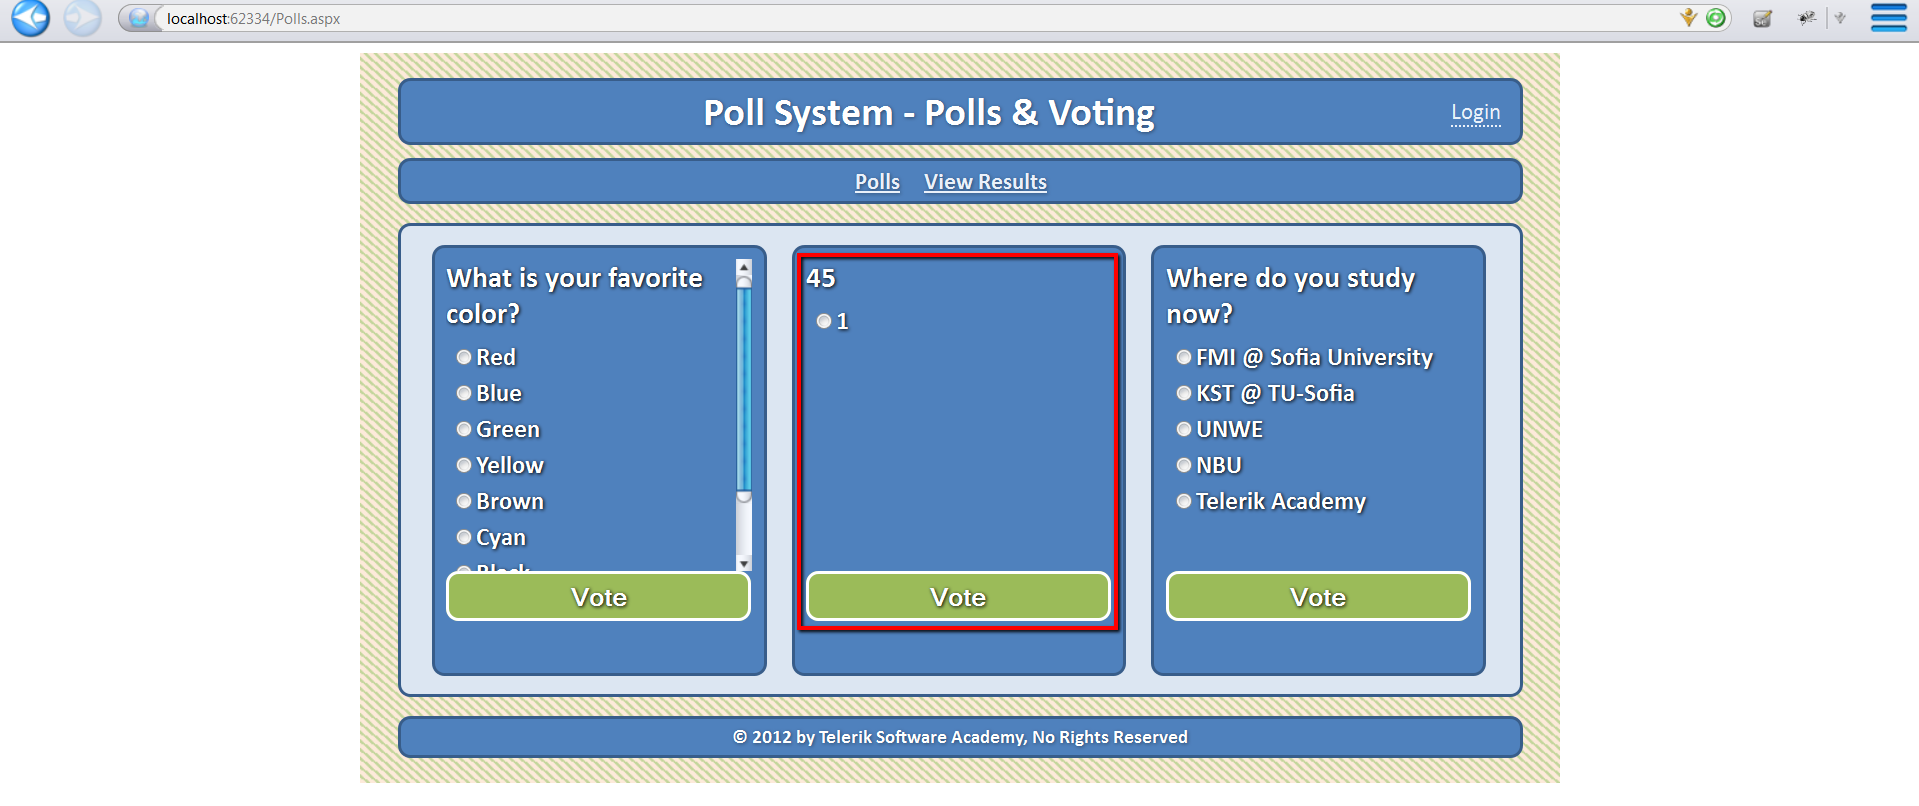 localhost:62334/Polls.aspx
Poll System - Polls & Voting
Login
Polls View Results
What is your favorite
color?
Red
Blue
Green
Yellow
Brown
Cyan
Black
Vote
45
1
Vote
Where do you study
now?
FMI @ Sofia University
KST @ TU-Sofia
UNWE
NBU
Telerik Academy
Vote
© 2012 by Telerik Software Academy, No Rights Reserved